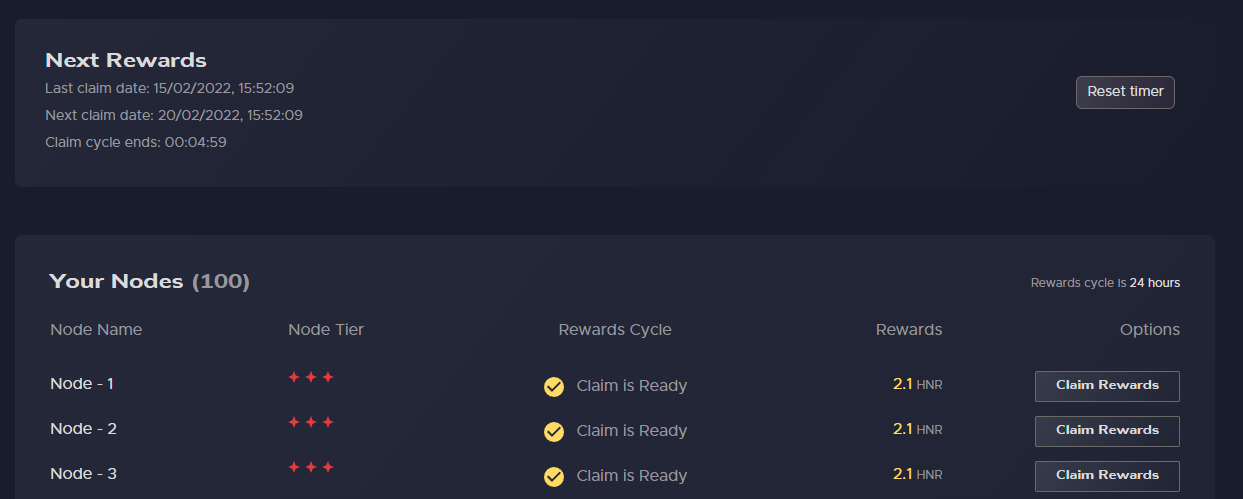 Next Rewards
Last claim date: 15/02/2022, 15:52:09
Reset timer
Next claim date: 20/02/2022, 15:52:09
Claim cycle ends: 00:04:59
Your Nodes (100)
Rewards cycle is 24 hours
Node Name Node Tier Rewards Cycle Rewards Options
Node - 1 Claim is Ready 2.1 HNR Claim Rewards
Node - 2 Claim is Ready 2.1 HNR Claim Rewards
Node - 3 Claim is Ready 2.1 HNR Claim Rewards